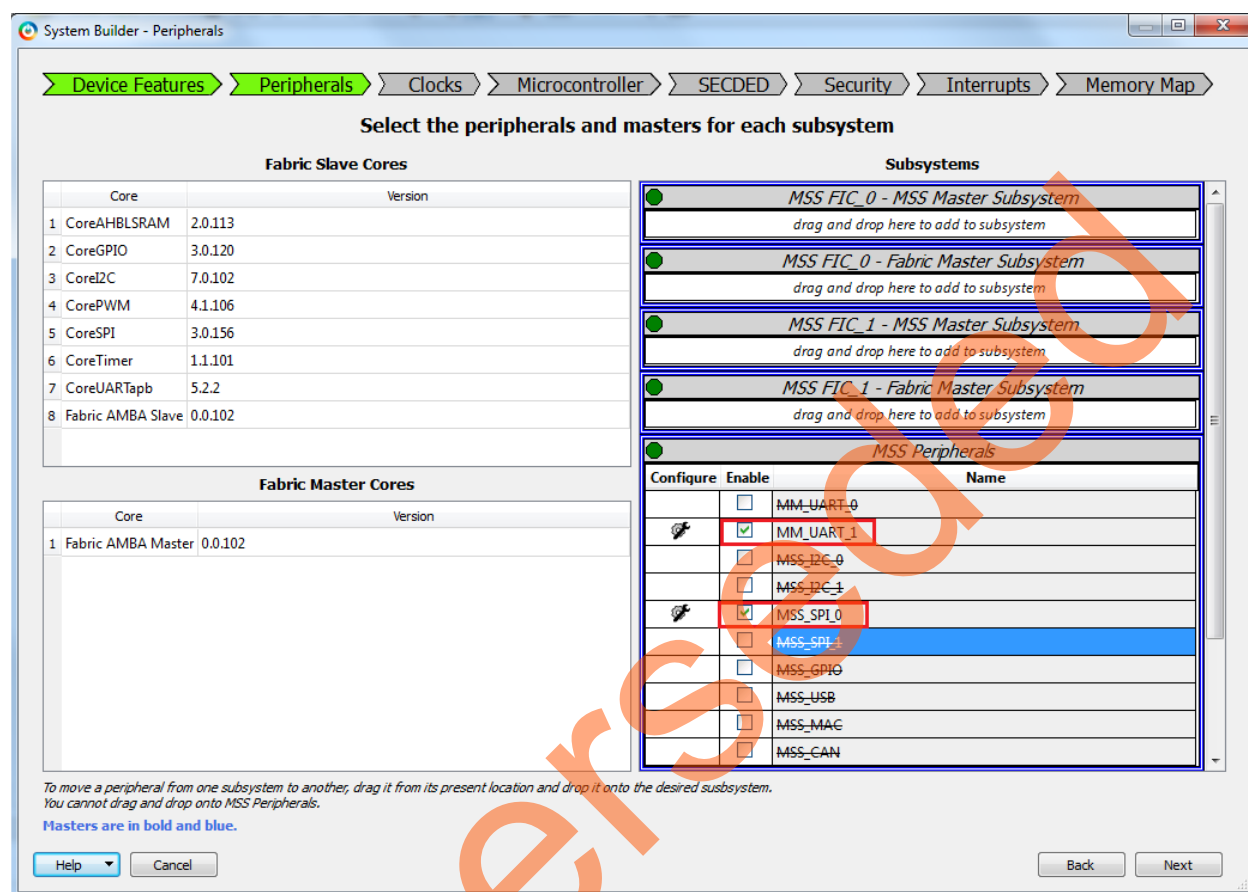 System Builder - Peripherals
Device Features Peripherals Clocks Microcontroller SECDED Security Interrupts Memory Map
Select the peripherals and masters for each subsystem
Fabric Slave Cores
Core Version
1 CoreAHBLSRAM 2.0.113
2 CoreGPIO 3.0.120
3 CoreI2C 7.0.102
4 CorePWM 4.1.106
5 CoreSPI 3.0.156
6 CoreTimer 1.1.101
7 CoreUARTapb 5.2.2
8 Fabric AMBA Slave 0.0.102
Fabric Master Cores
Core Version
1 Fabric AMBA Master 0.0.102
Subsystems
MSS FIC_0 - MSS Master Subsystem
drag and drop here to add to subsystem
MSS FIC_0 - Fabric Master Subsystem
drag and drop here to add to subsystem
MSS FIC_1 - MSS Master Subsystem
drag and drop here to add to subsystem
MSS FIC_1 - Fabric Master Subsystem
drag and drop here to add to subsystem
MSS Peripherals
Configure Enable Name
MM_UART_0
MM_UART_1
MSS_I2C_0
MSS_I2C_1
MSS_SPI_0
MSS_SPI_1
MSS_GPIO
MSS_USB
MSS_MAC
MSS_CAN
To move a peripheral from one subsystem to another, drag it from its present location and drop it onto the desired susbsystem.
You cannot drag and drop onto MSS Peripherals.
Masters are in bold and blue.
Help Cancel Back Next
erseded